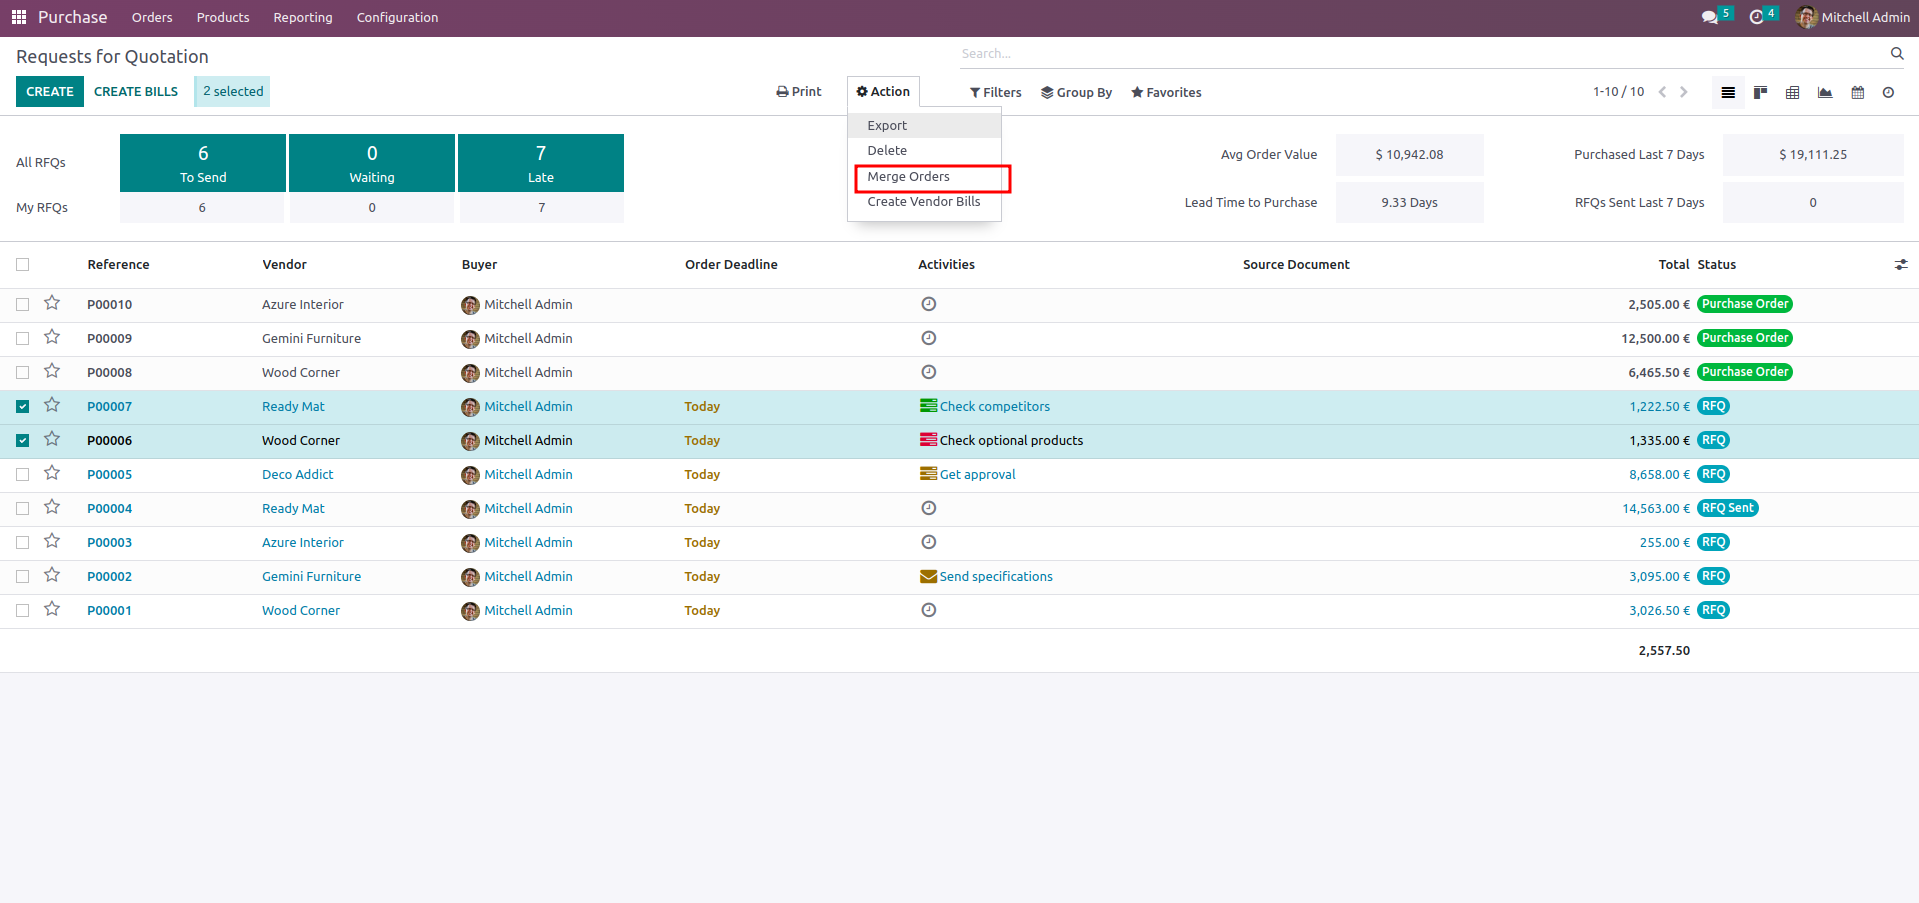 Purchase Orders Products Reporting Configuration 5 4 Mitchell Admin
Requests for Quotation Search...
CREATE CREATE BILLS 2 selected Print Action Filters Group By Favorites 1-10 / 10
Export
Delete
Merge Orders
Create Vendor Bills
All RFQs 6 To Send 0 Waiting 7 Late Avg Order Value $ 10,942.08 Purchased Last 7 Days $ 19,111.25
My RFQs 6 0 7 Lead Time to Purchase 9.33 Days RFQs Sent Last 7 Days 0
Reference Vendor Buyer Order Deadline Activities Source Document Total Status
P00010 Azure Interior Mitchell Admin 2,505.00 € Purchase Order
P00009 Gemini Furniture Mitchell Admin 12,500.00 € Purchase Order
P00008 Wood Corner Mitchell Admin 6,465.50 € Purchase Order
P00007 Ready Mat Mitchell Admin Today Check competitors 1,222.50 € RFQ
P00006 Wood Corner Mitchell Admin Today Check optional products 1,335.00 € RFQ
P00005 Deco Addict Mitchell Admin Today Get approval 8,658.00 € RFQ
P00004 Ready Mat Mitchell Admin Today 14,563.00 € RFQ Sent
P00003 Azure Interior Mitchell Admin Today 255.00 € RFQ
P00002 Gemini Furniture Mitchell Admin Today Send specifications 3,095.00 € RFQ
P00001 Wood Corner Mitchell Admin Today 3,026.50 € RFQ
2,557.50